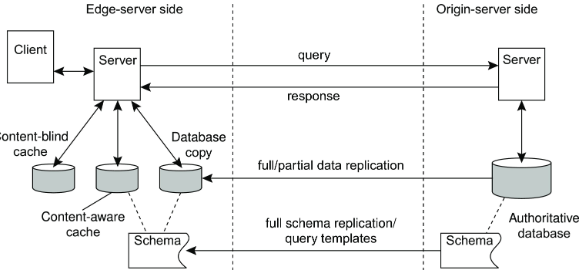 Edge-server side
Origin-server side
Client
Server
query
Server
response
Content-blind
cache
Database
copy
full/partial data replication
Content-aware
cache
Authoritative
database
full schema replication/
query templates
Schema
Schema